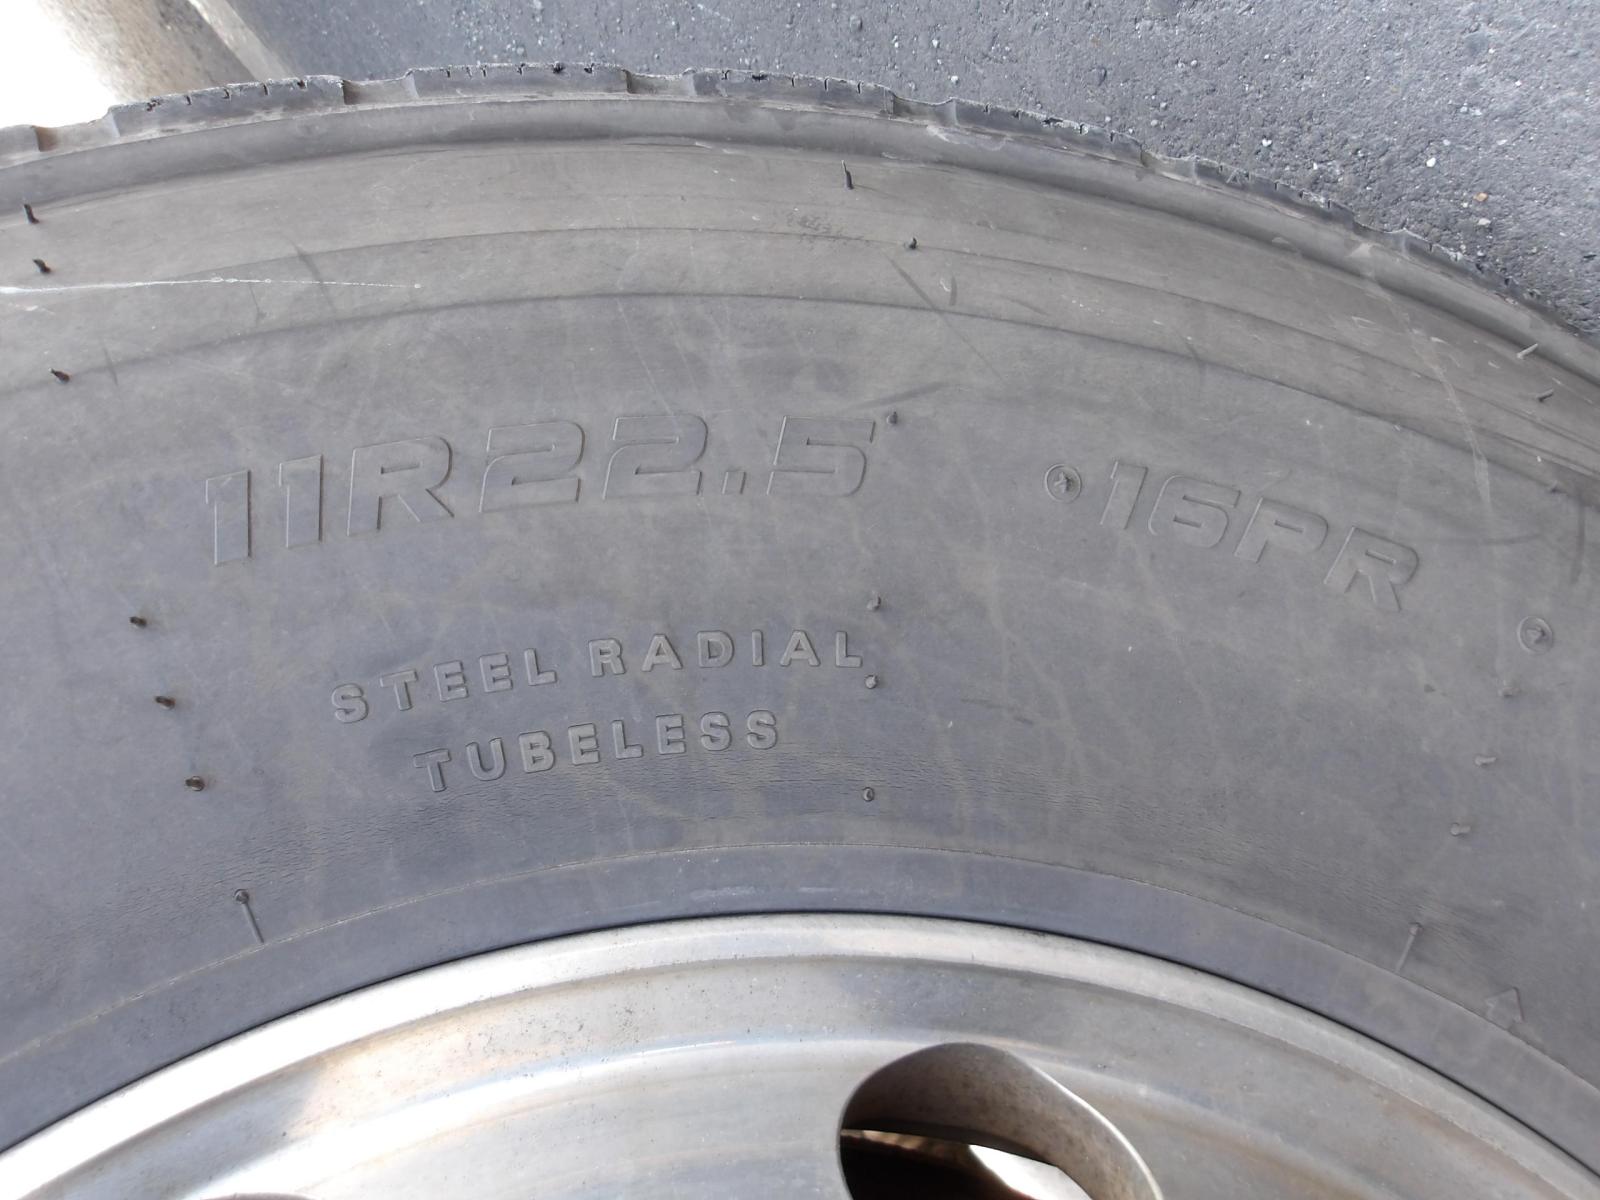 11R22.5 16PR
STEEL RADIAL
TUBELESS